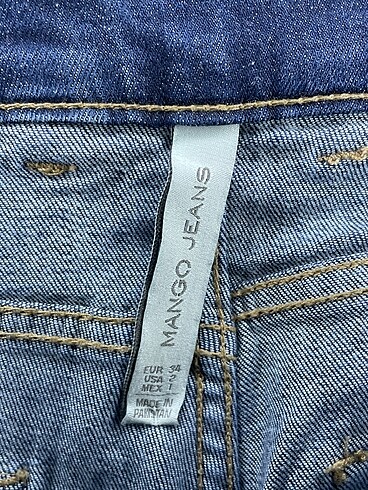 MANGO JEANS
EUR 34
USA 2
MEX 1
MADE IN
PAKISTAN